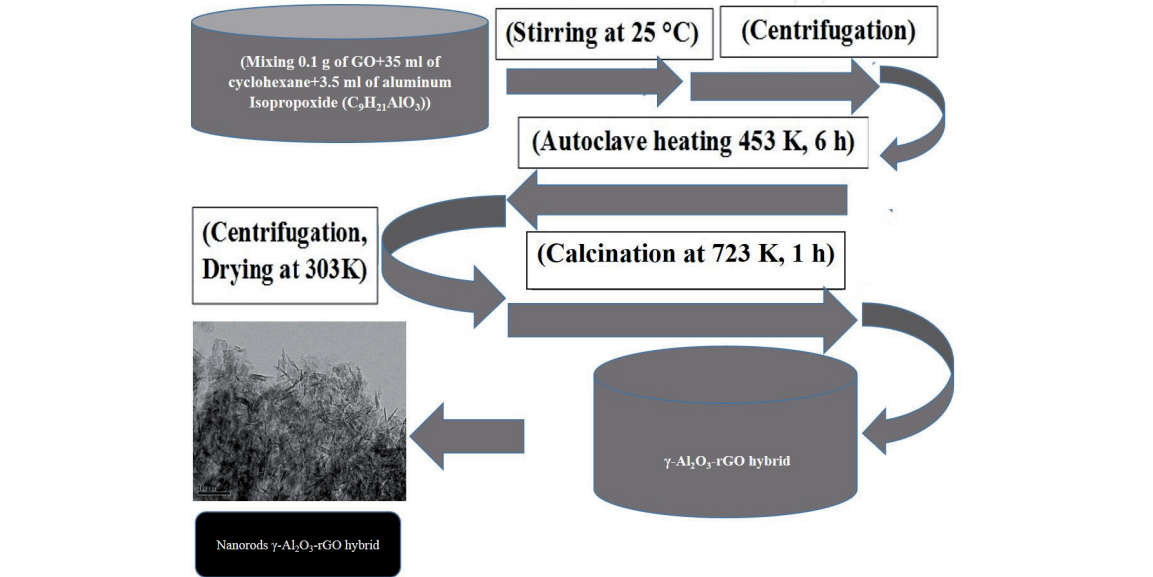 (Mixing 0.1 g of GO+35 ml of
cyclohexane+3.5 ml of aluminum
Isopropoxide (C₉H₂₁AlO₃))
(Stirring at 25 °C)
(Centrifugation)
(Autoclave heating 453 K, 6 h)
(Centrifugation,
Drying at 303K)
(Calcination at 723 K, 1 h)
γ-Al₂O₃-rGO hybrid
Nanorods γ-Al₂O₃-rGO hybrid